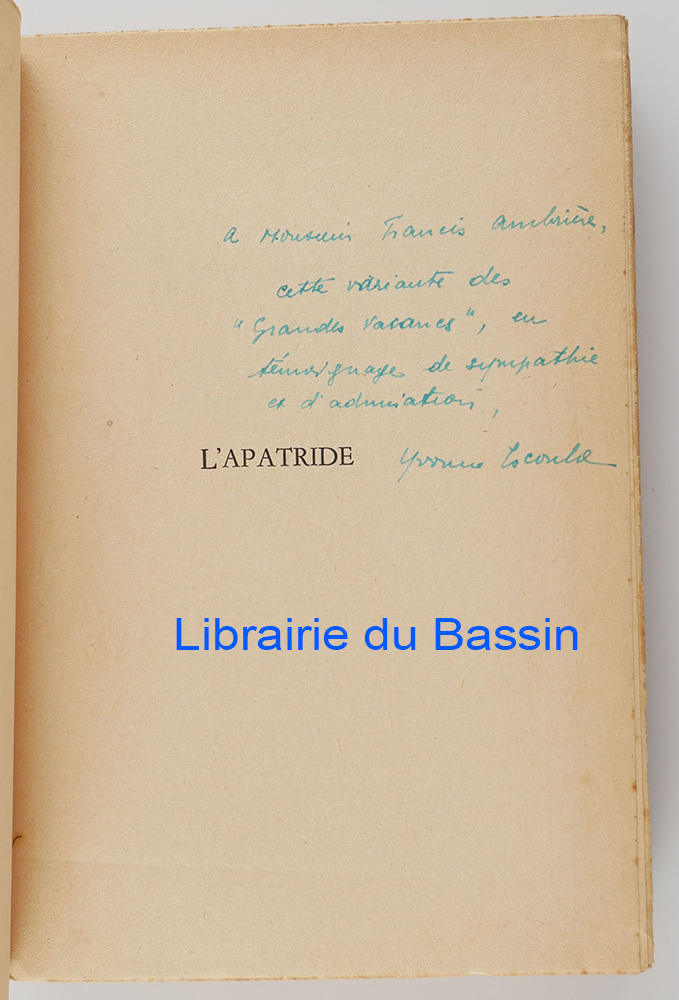 A Monsieur Francis Ambrière,
cette variante des
"Grandes Vacances", en
témoignage de sympathie
et d'admiration,
L'APATRIDE
Yvonne Escoula
Librairie du Bassin